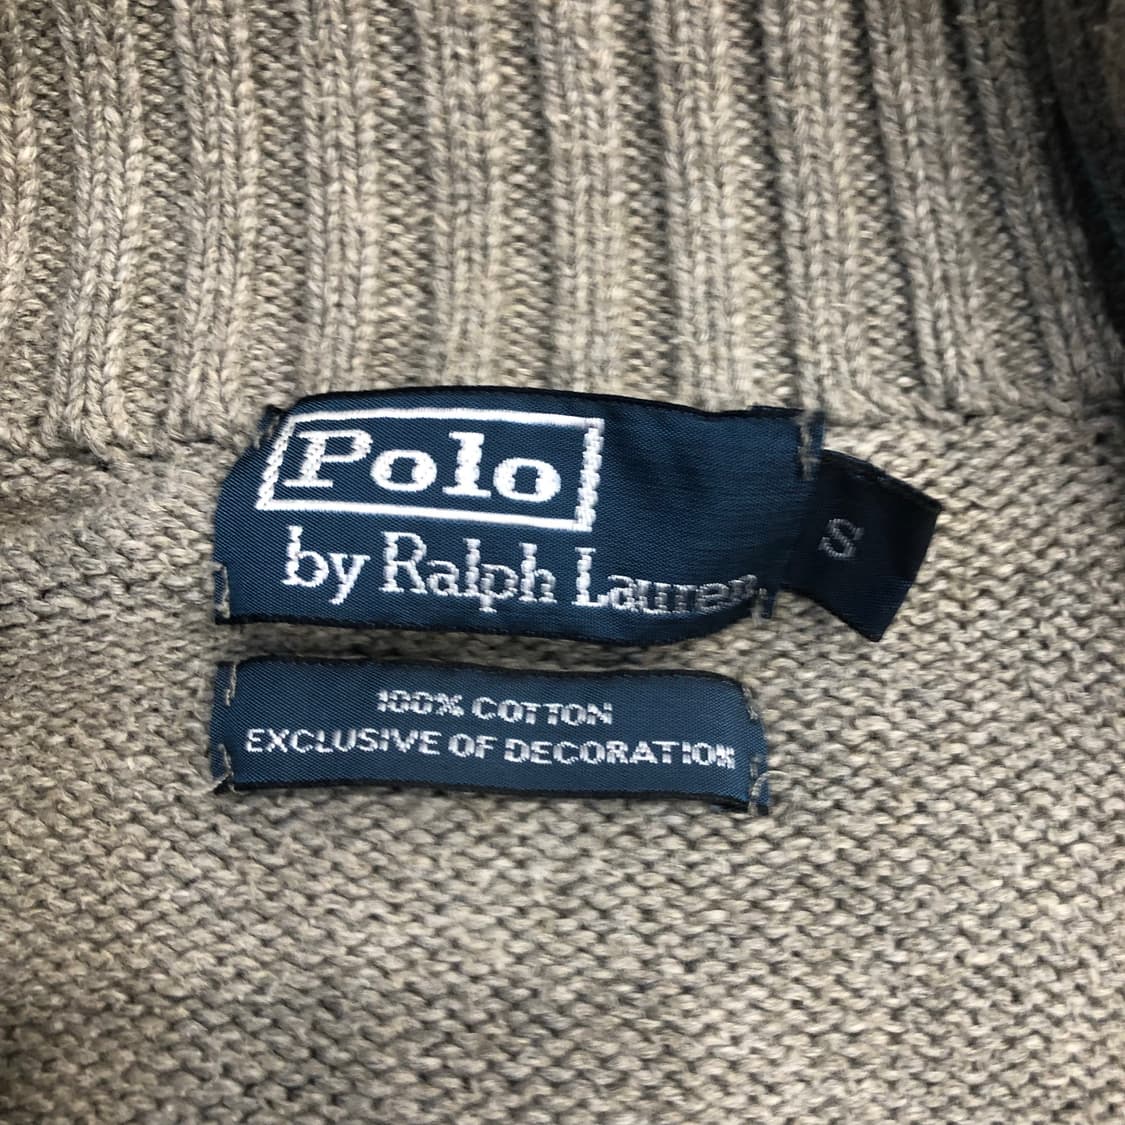 Polo
by Ralph Lauren
S
100% COTTON
EXCLUSIVE OF DECORATION